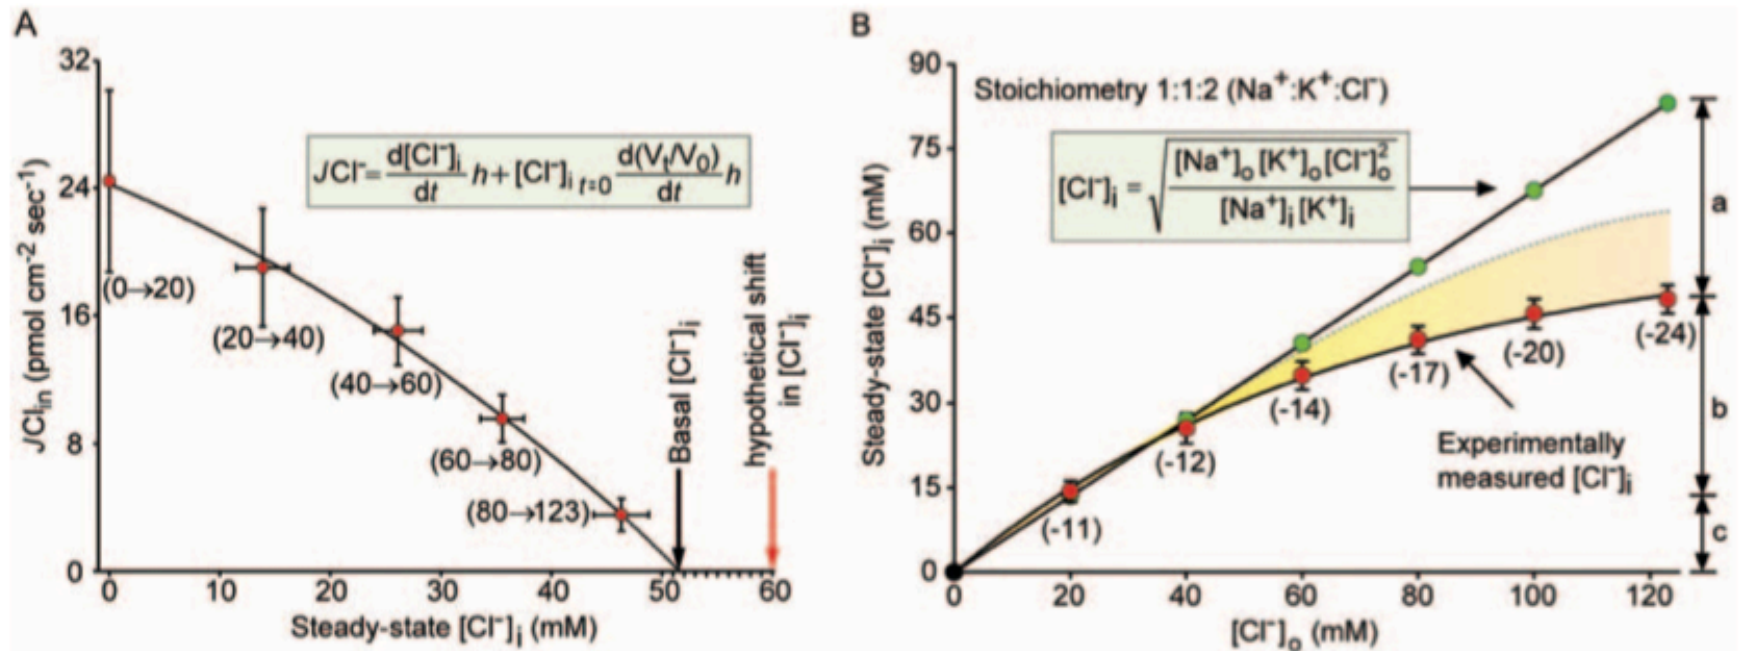 A
32
24
16
8
0
JCl⁻in (pmol cm⁻² sec⁻¹)
JCl⁻= d[Cl⁻]i/dt h + [Cl⁻]i t=0 d(Vt/V0)/dt h
(0→20)
(20→40)
(40→60)
(60→80)
(80→123)
Basal [Cl⁻]i
hypothetical shift
in [Cl⁻]i
0 10 20 30 40 50 60
Steady-state [Cl⁻]i (mM)
B
90
75
60
45
30
15
0
Steady-state [Cl⁻]i (mM)
Stoichiometry 1:1:2 (Na⁺:K⁺:Cl⁻)
[Cl⁻]i = √([Na⁺]o[K⁺]o[Cl⁻]²o / [Na⁺]i[K⁺]i)
(-11)
(-12)
(-14)
(-17)
(-20)
(-24)
Experimentally
measured [Cl⁻]i
a
b
c
0 20 40 60 80 100 120
[Cl⁻]o (mM)